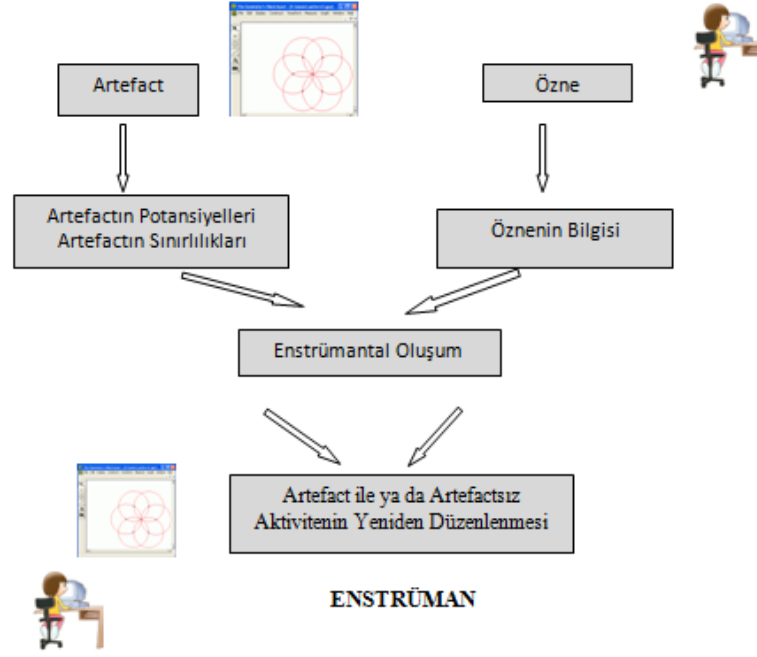 Artefact
Özne
Artefactın Potansiyelleri
Artefactın Sınırlılıkları
Öznenin Bilgisi
Enstrümantal Oluşum
Artefact ile ya da Artefactsız
Aktivitenin Yeniden Düzenlenmesi
ENSTRÜMAN